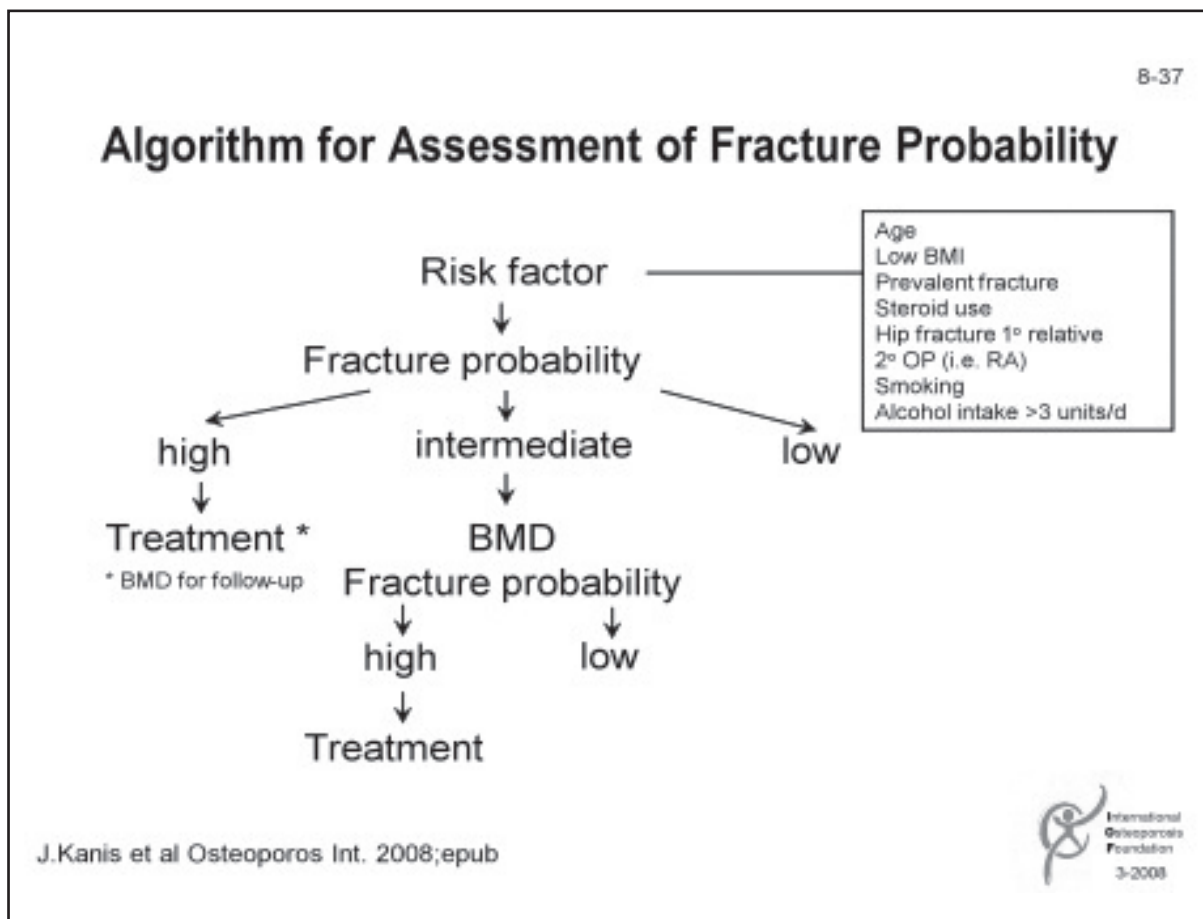 8-37
Algorithm for Assessment of Fracture Probability
Risk factor
Age
Low BMI
Prevalent fracture
Steroid use
Hip fracture 1º relative
2º OP (i.e. RA)
Smoking
Alcohol intake >3 units/d
Fracture probability
high
intermediate
low
Treatment *
* BMD for follow-up
BMD
Fracture probability
high
low
Treatment
J.Kanis et al Osteoporos Int. 2008;epub
International
Osteoporosis
Foundation
3-2008